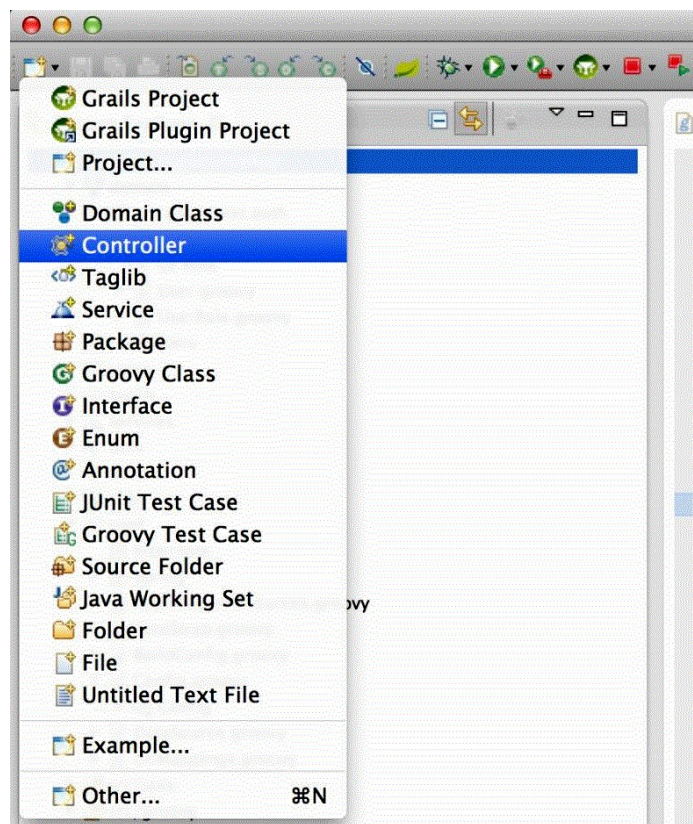 Grails Project
Grails Plugin Project
Project...
Domain Class
Controller
Taglib
Service
Package
Groovy Class
Interface
Enum
Annotation
JUnit Test Case
Groovy Test Case
Source Folder
Java Working Set
ovy
Folder
File
Untitled Text File
Example...
Other... ⌘N